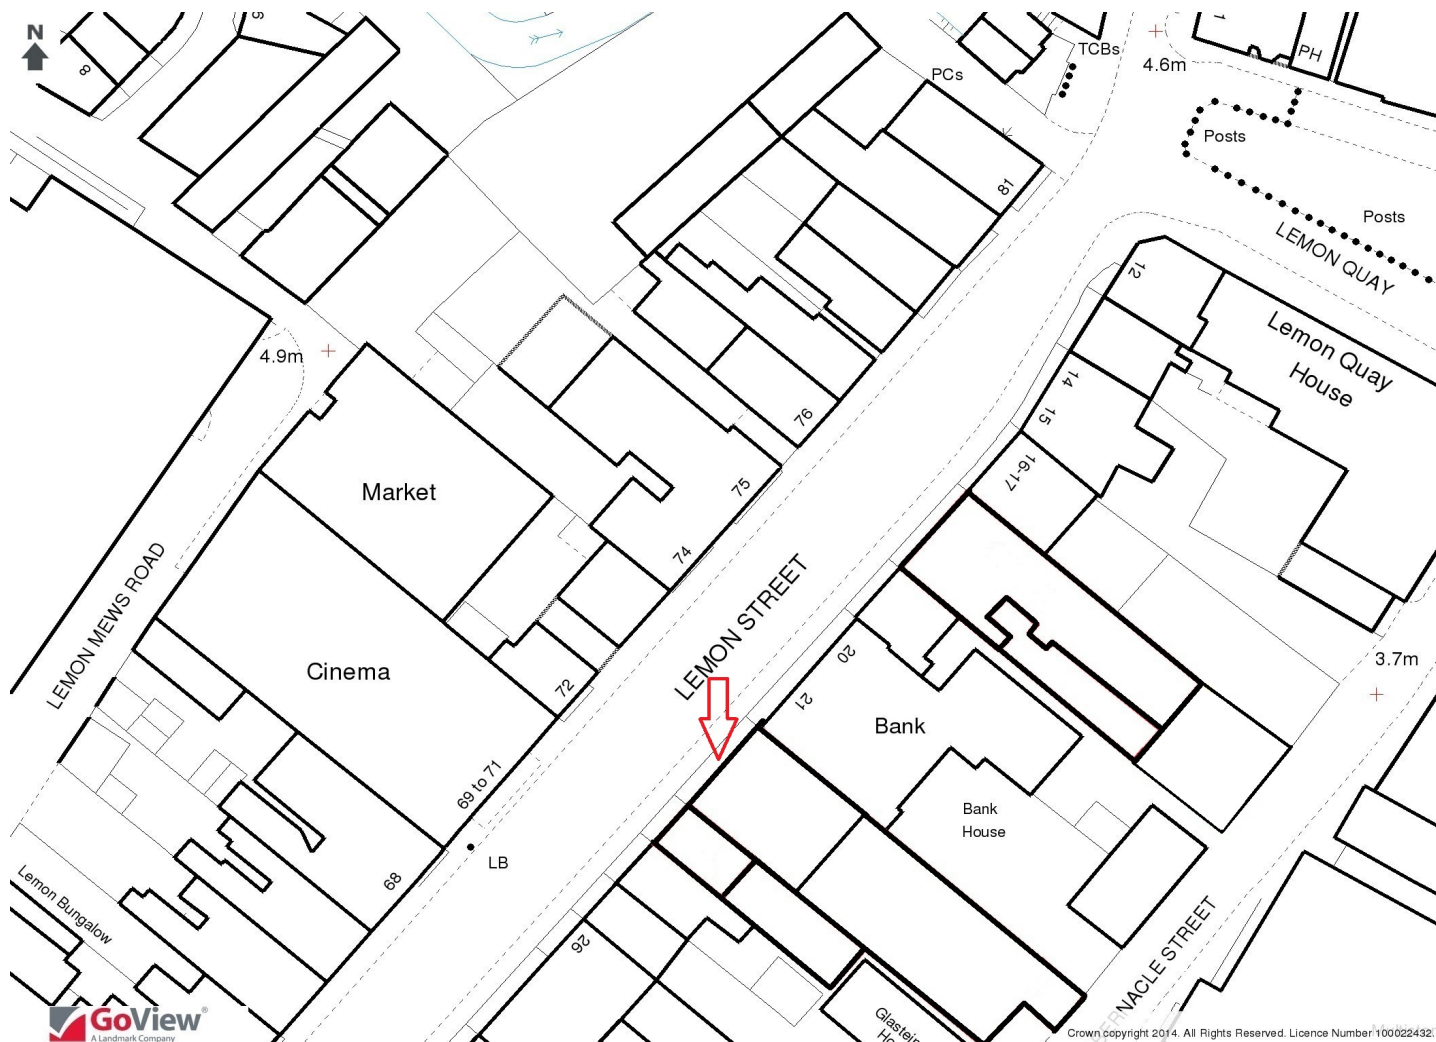 N
8
PCs
TCBs
4.6m
PH
Posts
Posts
LEMON QUAY
81
12
Lemon Quay
House
4.9m
14
15
16-17
76
75
74
Market
LEMON STREET
LEMON MEWS ROAD
Cinema
72
20
21
Bank
3.7m
69 to 71
Bank
House
LB
68
Lemon Bungalow
26
Glastein
ERNACLE STREET
GoView®
A Landmark Company
Crown copyright 2014. All Rights Reserved. Licence Number 100022432.